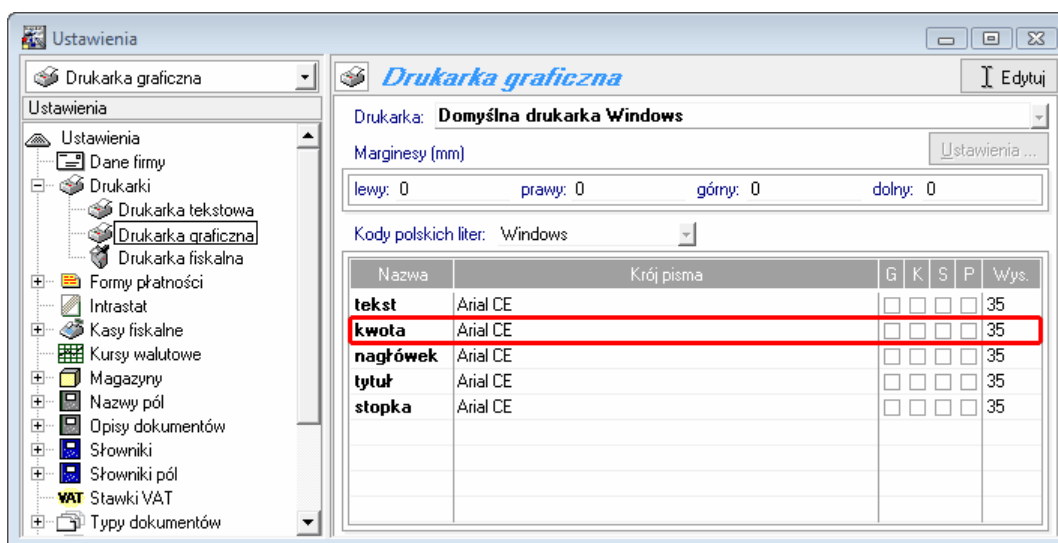 Ustawienia
Drukarka graficzna
Ustawienia
Ustawienia
Dane firmy
Drukarki
Drukarka tekstowa
Drukarka graficzna
Drukarka fiskalna
Formy płatności
Intrastat
Kasy fiskalne
Kursy walutowe
Magazyny
Nazwy pól
Opisy dokumentów
Słowniki
Słowniki pól
VAT Stawki VAT
Typy dokumentów
Drukarka graficzna Edytuj
Drukarka: Domyślna drukarka Windows
Marginesy (mm) Ustawienia ...
lewy: 0 prawy: 0 górny: 0 dolny: 0
Kody polskich liter: Windows
Nazwa Krój pisma G K S P Wys.
tekst Arial CE 35
kwota Arial CE 35
nagłówek Arial CE 35
tytuł Arial CE 35
stopka Arial CE 35